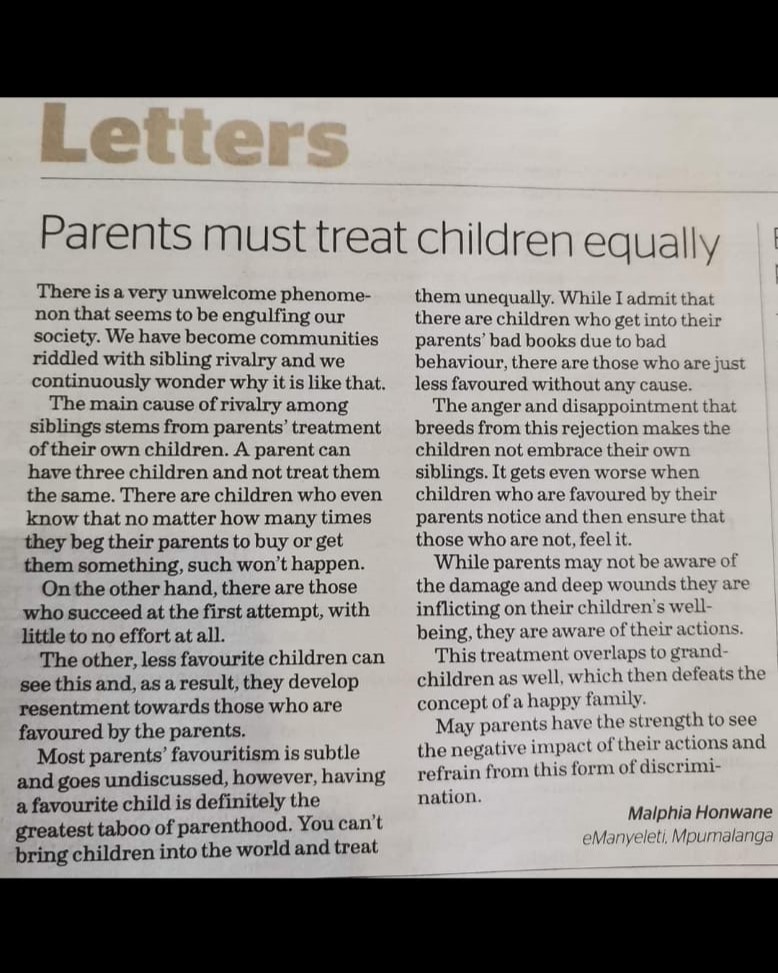 Letters
Parents must treat children equally
There is a very unwelcome phenome-
non that seems to be engulfing our
society. We have become communities
riddled with sibling rivalry and we
continuously wonder why it is like that.
The main cause of rivalry among
siblings stems from parents' treatment
of their own children. A parent can
have three children and not treat them
the same. There are children who even
know that no matter how many times
they beg their parents to buy or get
them something, such won't happen.
On the other hand, there are those
who succeed at the first attempt, with
little to no effort at all.
The other, less favourite children can
see this and, as a result, they develop
resentment towards those who are
favoured by the parents.
Most parents' favouritism is subtle
and goes undiscussed, however, having
a favourite child is definitely the
greatest taboo of parenthood. You can't
bring children into the world and treat
them unequally. While I admit that
there are children who get into their
parents' bad books due to bad
behaviour, there are those who are just
less favoured without any cause.
The anger and disappointment that
breeds from this rejection makes the
children not embrace their own
siblings. It gets even worse when
children who are favoured by their
parents notice and then ensure that
those who are not, feel it.
While parents may not be aware of
the damage and deep wounds they are
inflicting on their children's well-
being, they are aware of their actions.
This treatment overlaps to grand-
children as well, which then defeats the
concept of a happy family.
May parents have the strength to see
the negative impact of their actions and
refrain from this form of discrimi-
nation.
Malphia Honwane
eManyeleti, Mpumalanga